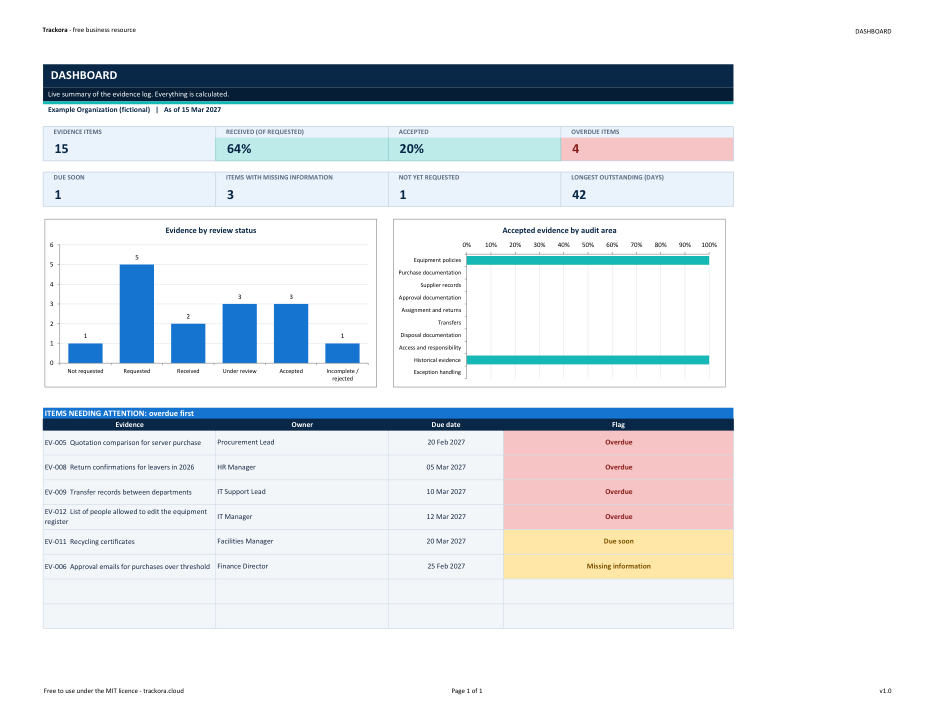 Trackora - free business resource
DASHBOARD
DASHBOARD
Live summary of the evidence log. Everything is calculated.
Example Organization (fictional) | As of 15 Mar 2027
EVIDENCE ITEMS
RECEIVED (OF REQUESTED)
ACCEPTED
OVERDUE ITEMS
15
64%
20%
4
DUE SOON
ITEMS WITH MISSING INFORMATION
NOT YET REQUESTED
LONGEST OUTSTANDING (DAYS)
1
3
1
42
Evidence by review status
6
5
4
3
2
1
0
1
5
2
3
3
1
Not requested
Requested
Received
Under review
Accepted
Incomplete /
rejected
Accepted evidence by audit area
0% 10% 20% 30% 40% 50% 60% 70% 80% 90% 100%
Equipment policies
Purchase documentation
Supplier records
Approval documentation
Assignment and returns
Transfers
Disposal documentation
Access and responsibility
Historical evidence
Exception handling
ITEMS NEEDING ATTENTION: overdue first
Evidence Owner Due date Flag
EV-005 Quotation comparison for server purchase Procurement Lead 20 Feb 2027 Overdue
EV-008 Return confirmations for leavers in 2026 HR Manager 05 Mar 2027 Overdue
EV-009 Transfer records between departments IT Support Lead 10 Mar 2027 Overdue
EV-012 List of people allowed to edit the equipment
register
IT Manager 12 Mar 2027 Overdue
EV-011 Recycling certificates Facilities Manager 20 Mar 2027 Due soon
EV-006 Approval emails for purchases over threshold Finance Director 25 Feb 2027 Missing information
Free to use under the MIT licence - trackora.cloud
Page 1 of 1
v1.0